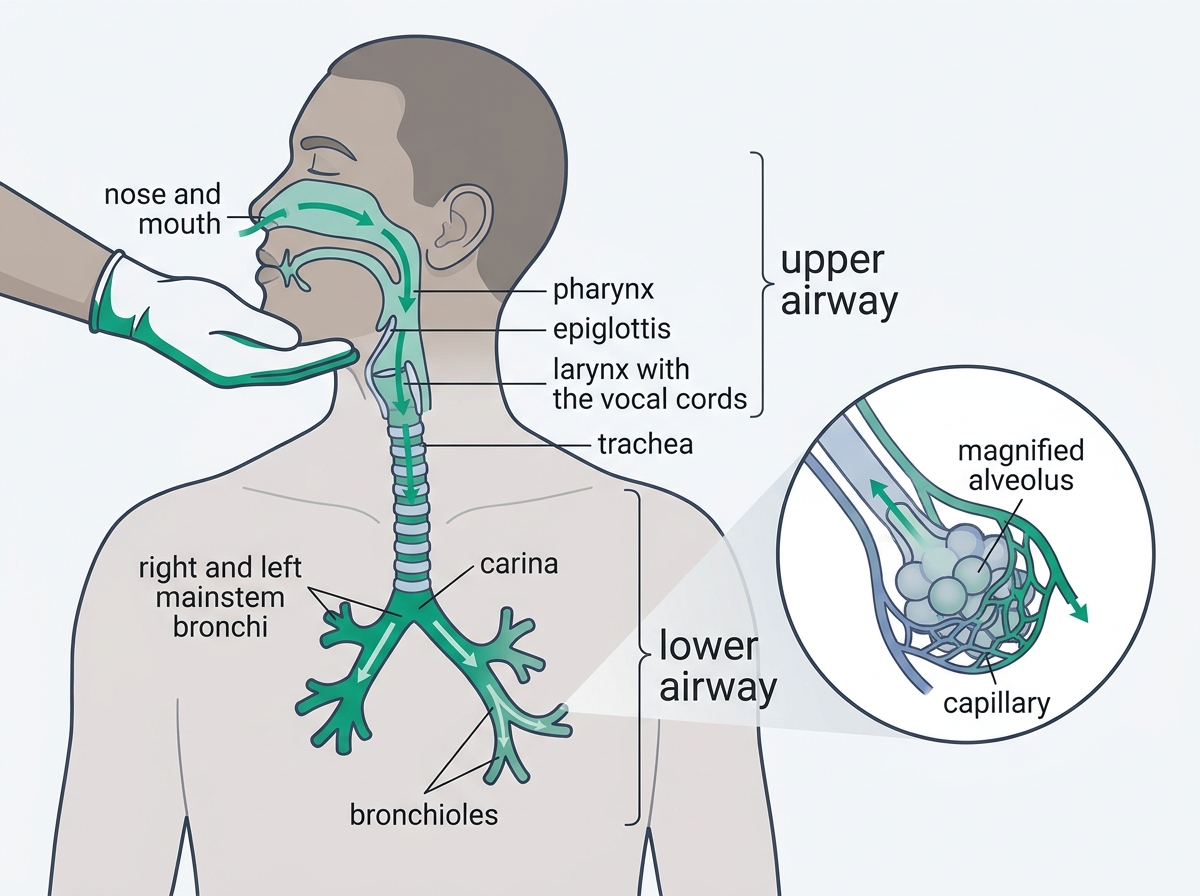 nose and
mouth
pharynx
epiglottis
larynx with
the vocal cords
upper
airway
trachea
magnified
alveolus
right and left
mainstem
bronchi
carina
lower
airway
capillary
bronchioles